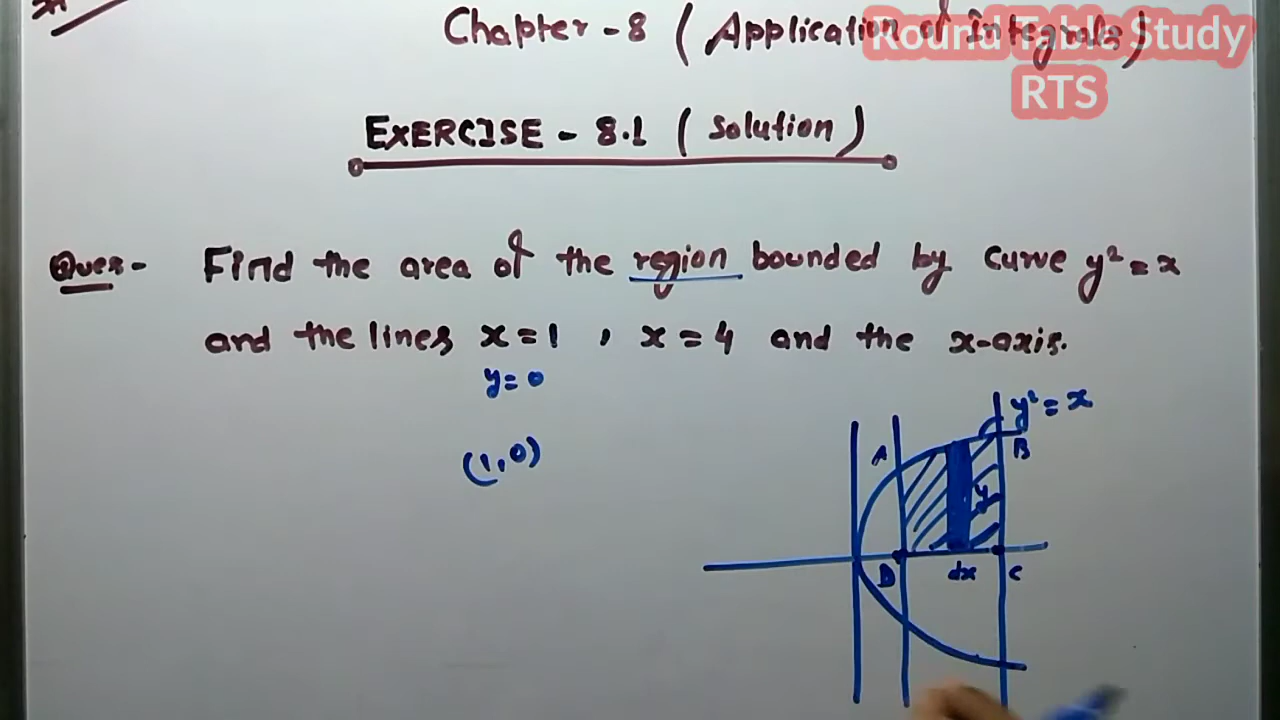 Chapter - 8 ( Application of Integrals )
Round Table Study
RTS
EXERCISE - 8.1 ( Solution )
Ques- Find the area of the region bounded by curve y² = x
and the lines x = 1 , x = 4 and the x-axis.
y = 0
(1,0)
y² = x
A
B
y
D
dx
C